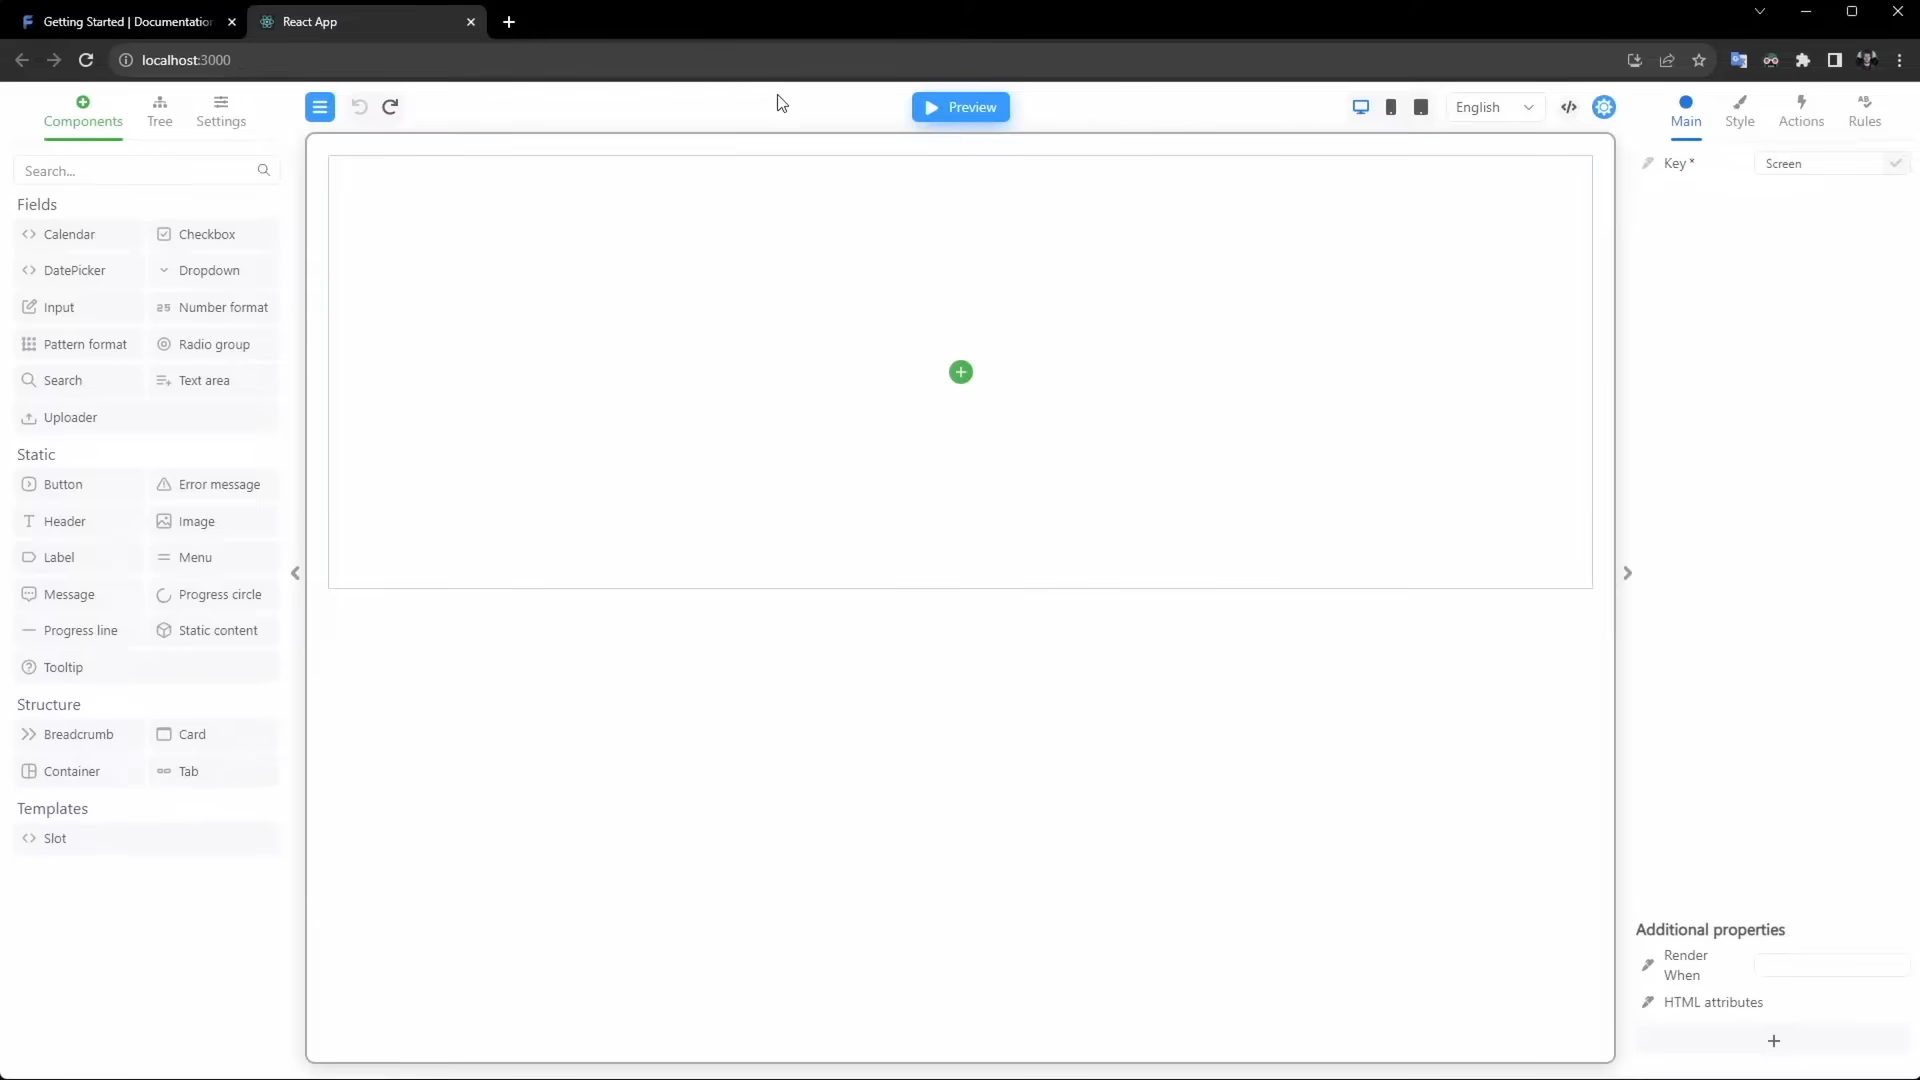 Getting Started | Documentation
React App
localhost:3000
Components
Tree
Settings
Preview
English
Main
Style
Actions
Rules
Search...
Key*
Screen
Fields
Calendar
Checkbox
DatePicker
Dropdown
Input
Number format
Pattern format
Radio group
Search
Text area
Uploader
Static
Button
Error message
Header
Image
Label
Menu
Message
Progress circle
Progress line
Static content
Tooltip
Structure
Breadcrumb
Card
Container
Tab
Templates
Slot
Additional properties
Render
When
HTML attributes